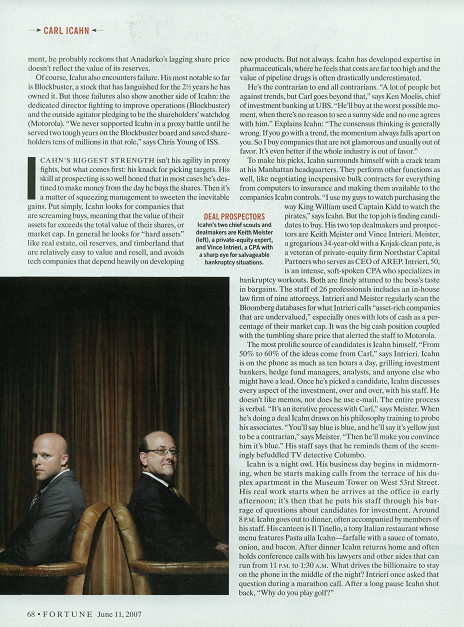 CARL ICAHN
ment, he probably reckons that Anadarko's lagging share price
doesn't reflect the value of its reserves.
Of course, Icahn also encounters failure. His most notable so far
is Blockbuster, a stock that has languished for the 2½ years he has
owned it. But those failures also show another side of Icahn: the
dedicated director fighting to improve operations (Blockbuster)
and the outside agitator pledging to be the shareholders' watchdog
(Motorola). "We never supported Icahn in a proxy battle until he
served two tough years on the Blockbuster board and saved share-
holders tens of millions in that role," says Chris Young of ISS.
ICAHN'S BIGGEST STRENGTH isn't his agility in proxy
fights, but what comes first: his knack for picking targets. His
skill at prospecting is so well honed that in most cases he's des-
tined to make money from the day he buys the shares. Then it's
a matter of squeezing management to sweeten the inevitable
gains. Put simply, Icahn looks for companies that
are screaming buys, meaning that the value of their
assets far exceeds the total value of their shares, or
market cap. In general he looks for "hard assets"
like real estate, oil reserves, and timberland that
are relatively easy to value and resell, and avoids
tech companies that depend heavily on developing
DEAL PROSPECTORS
Icahn's two chief scouts and
dealmakers are Keith Meister
(left), a private-equity expert,
and Vince Intrieri, a CPA with
a sharp eye for salvageable
bankruptcy situations.
new products. But not always. Icahn has developed expertise in
pharmaceuticals, where he feels that costs are far too high and the
value of pipeline drugs is often drastically underestimated.
He's the contrario to end all contrarians. "A lot of people bet
against trends, but Carl goes beyond that," says Ken Moelis, chief
of investment banking at UBS. "He'll buy at the worst possible mo-
ment, when there's no reason to see a sunny side and no one agrees
with him." Explains Icahn: "The consensus thinking is generally
wrong. If you go with a trend, the momentum always falls apart on
you. So I buy companies that are not glamorous and usually out of
favor. It's even better if the whole industry is out of favor."
To make his picks, Icahn surrounds himself with a crack team
at his Manhattan headquarters. They perform other functions as
well, like negotiating inexpensive bulk contracts for everything
from computers to insurance and making them available to the
companies Icahn controls. "I use my guys to watch purchasing the
way King William used Captain Kidd to watch the
pirates," says Icahn. But the top job is finding candi-
dates to buy. His two top dealmakers and prospec-
tors are Keith Meister and Vince Intrieri. Meister,
a gregarious 34-year-old with a Kojak-clean pate, is
a veteran of private-equity firm Northstar Capital
Partners who serves as CEO of AREP. Intrieri, 50,
is an intense, soft-spoken CPA who specializes in
bankruptcy workouts. Both are finely attuned to the boss's taste
in bargains. The staff of 26 professionals includes an in-house
law firm of nine attorneys. Intrieri and Meister regularly scan the
Bloomberg databases for what Intrieri calls "asset-rich companies
that are undervalued," especially ones with lots of cash as a per-
centage of their market cap. It was the big cash position coupled
with the tumbling share price that alerted the staff to Motorola.
The most prolific source of candidates is Icahn himself. "From
50% to 60% of the ideas come from Carl," says Intrieri. Icahn
is on the phone as much as ten hours a day, grilling investment
bankers, hedge fund managers, analysts, and anyone else who
might have a lead. Once he's picked a candidate, Icahn discusses
every aspect of the investment, over and over, with his staff. He
doesn't like memos, nor does he use e-mail. The entire process
is verbal. "It's an iterative process with Carl," says Meister. When
he's doing a deal Icahn draws on his philosophy training to probe
his associates. "You'll say blue is blue, and he'll say it's yellow just
to be a contrarian," says Meister. "Then he'll make you convince
him it's blue." His staff says that he reminds them of the seem-
ingly befuddled TV detective Columbo.
Icahn is a night owl. His business day begins in midmorn-
ing, when he starts making calls from the terrace of his du-
plex apartment in the Museum Tower on West 53rd Street.
His real work starts when he arrives at the office in early
afternoon; it's then that he puts his staff through his bar-
rage of questions about candidates for investment. Around
8 P.M. Icahn goes out to dinner, often accompanied by members of
his staff. His canteen is Il Tinello, a tony Italian restaurant whose
menu features Pasta alla Icahn—farfalle with a sauce of tomato,
onion, and bacon. After dinner Icahn returns home and often
holds conference calls with his lawyers and other aides that can
run from 11 P.M. to 1:30 A.M. What drives the billionaire to stay
on the phone in the middle of the night? Intrieri once asked that
question during a marathon call. After a long pause Icahn shot
back, "Why do you play golf?"
68 • FORTUNE June 11, 2007